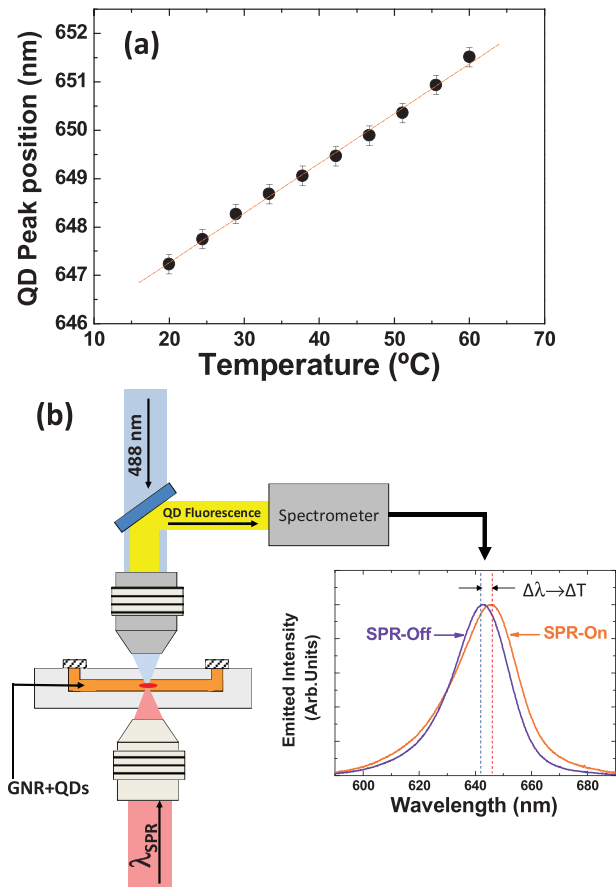 (a)
QD Peak position (nm)
652
651
650
649
648
647
646
10 20 30 40 50 60 70
Temperature (ºC)
(b)
488 nm
QD Fluorescence
Spectrometer
Δλ→ΔT
SPR-Off
SPR-On
Emitted Intensity
(Arb.Units)
600 620 640 660 680
Wavelength (nm)
GNR+QDs
λSPR